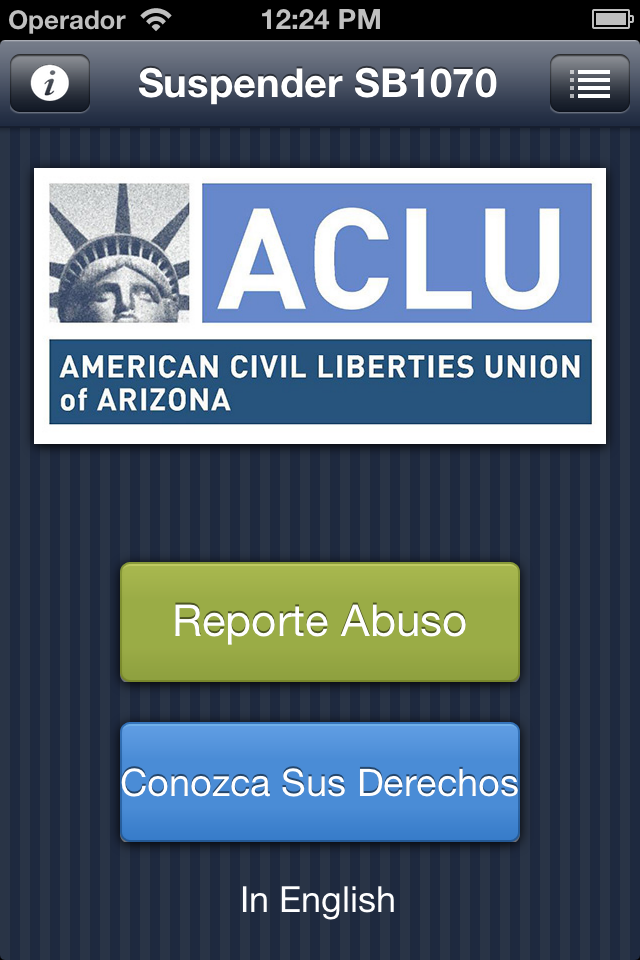 Operador 12:24 PM
Suspender SB1070
ACLU
AMERICAN CIVIL LIBERTIES UNION
of ARIZONA
Reporte Abuso
Conozca Sus Derechos
In English